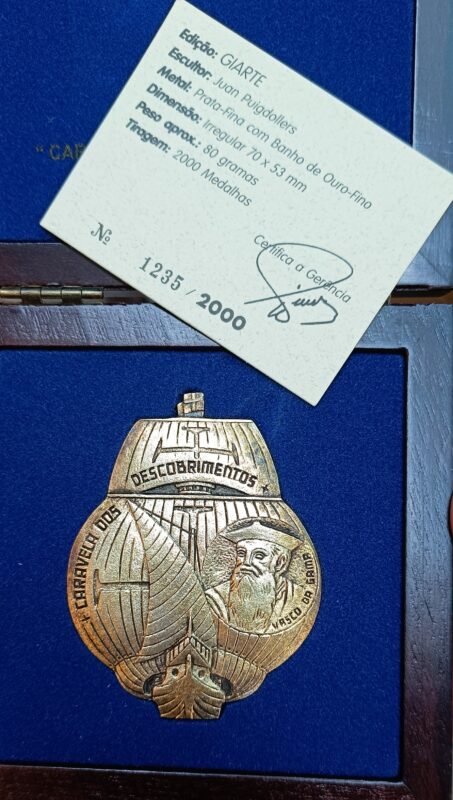 Edição: GIARTE
Escultor: Juan Puigdollers
Metal: Prata-Fina com Banho de Ouro-Fino
Dimensão: Irregular 70 x 53 mm
Peso aprox.: 80 gramas
Tiragem: 2000 Medalhas
Certifica a Gerência
Nº 1235 / 2000
DESCOBRIMENTOS
CARAVELA DOS
VASCO DA GAMA